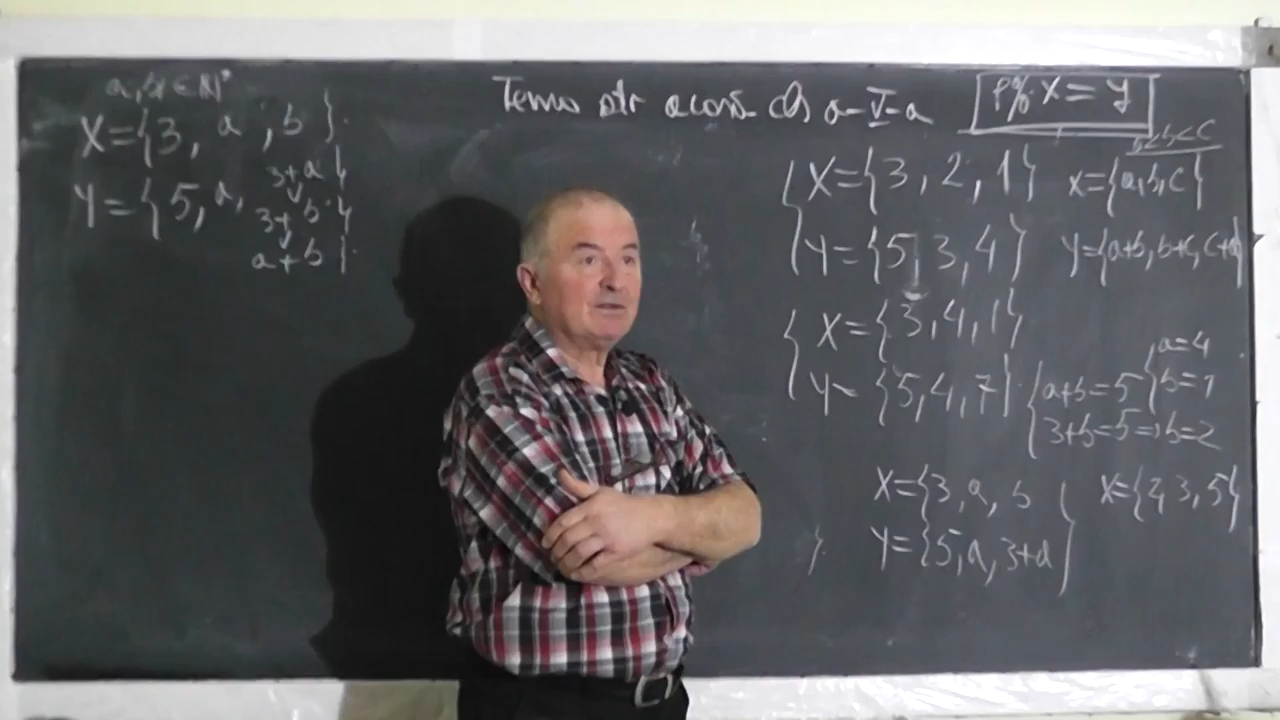 a, b ∈ ℕ*
X={3, a, b}.
Y={5, a, 3+a}
3+b
a+b}.
Temă ptr acasă cls a-V-a
P% X=Y
a<b<c
X={3, 2, 1}
X={a, b, c}
Y={5, 3, 4}
Y={a+b, b+c, c+a}
X={3, 4, 1}
Y={5, 4, 7}
a=4
b=1
a+b=5
3+b=5 ⇒ b=2
X={3, a, b
X={2, 3, 5}
Y={5, a, 3+a